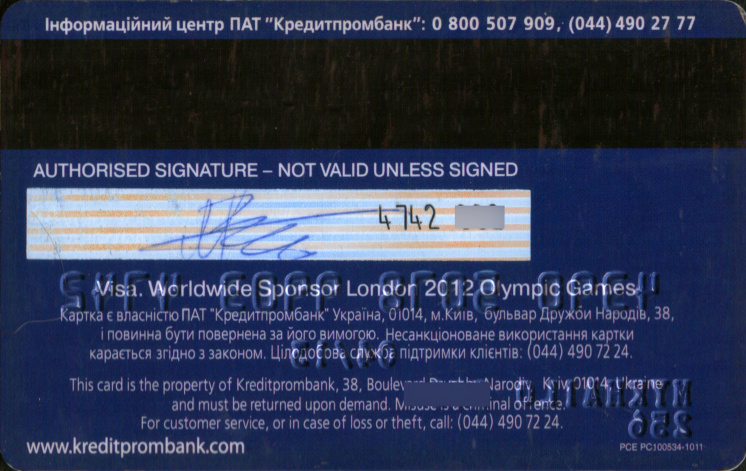 Інформаційний центр ПАТ "Кредитпромбанк": 0 800 507 909, (044) 490 27 77
AUTHORISED SIGNATURE – NOT VALID UNLESS SIGNED
4742
Visa. Worldwide Sponsor London 2012 Olympic Games
Картка є власністю ПАТ "Кредитпромбанк" Україна, 01014, м.Київ, бульвар Дружби Народів, 38,
і повинна бути повернена за його вимогою. Несанкціоноване використання картки
карається згідно з законом. Цілодобова служба підтримки клієнтів: (044) 490 72 24.
This card is the property of Kreditprombank, 38, Boulevard Narodiv, Kyiv, 01014, Ukraine
and must be returned upon demand. Misuse is a criminal offence.
For customer service, or in case of loss or theft, call: (044) 490 72 24.
www.kreditprombank.com
PCE PC100534-1011